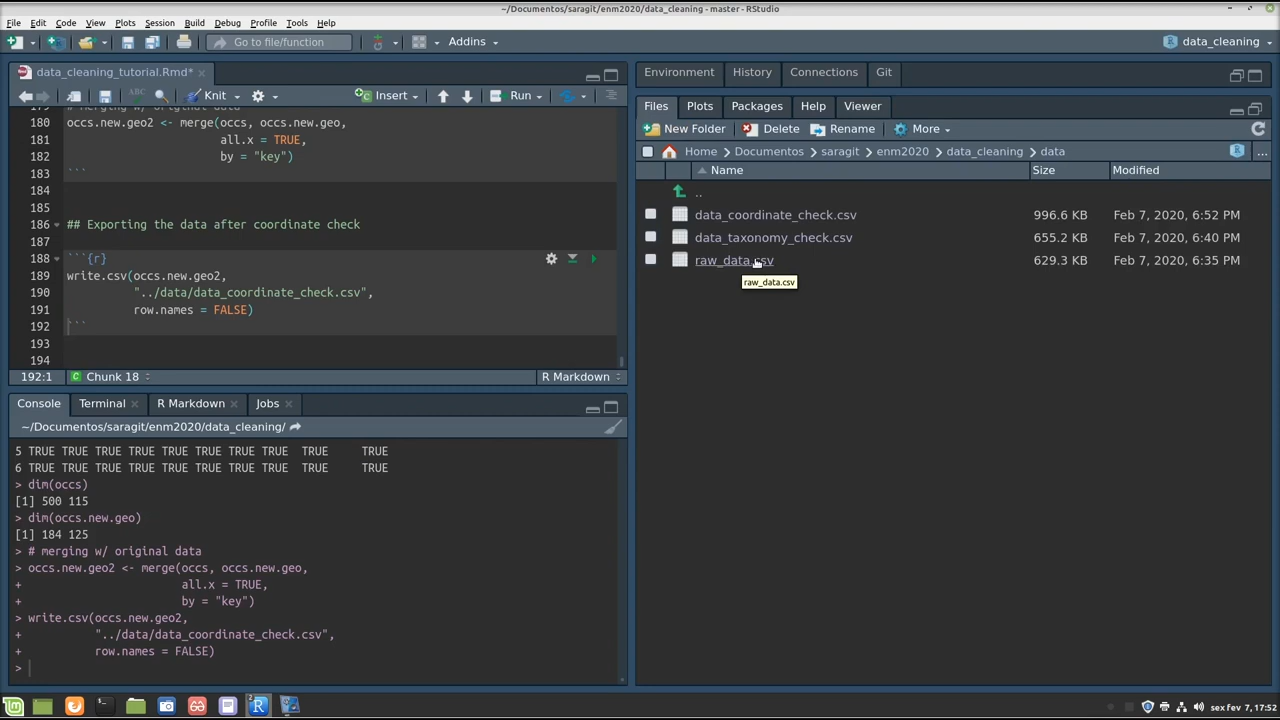 ~/Documentos/saragit/enm2020/data_cleaning - master - RStudio
File Edit Code View Plots Session Build Debug Profile Tools Help
Go to file/function Addins data_cleaning
data_cleaning_tutorial.Rmd*
Knit Insert Run
180 occs.new.geo2 <- merge(occs, occs.new.geo,
181 all.x = TRUE,
182 by = "key")
183 ```
184
185
186 ## Exporting the data after coordinate check
187
188 ```{r}
189 write.csv(occs.new.geo2,
190 "../data/data_coordinate_check.csv",
191 row.names = FALSE)
192 ```
193
194
192:1 Chunk 18 R Markdown
Console Terminal R Markdown Jobs
~/Documentos/saragit/enm2020/data_cleaning/
5 TRUE TRUE TRUE TRUE TRUE TRUE TRUE TRUE TRUE
6 TRUE TRUE TRUE TRUE TRUE TRUE TRUE TRUE TRUE
> dim(occs)
[1] 500 115
> dim(occs.new.geo)
[1] 184 125
> # merging w/ original data
> occs.new.geo2 <- merge(occs, occs.new.geo,
+ all.x = TRUE,
+ by = "key")
> write.csv(occs.new.geo2,
+ "../data/data_coordinate_check.csv",
+ row.names = FALSE)
>
Environment History Connections Git
Files Plots Packages Help Viewer
New Folder Delete Rename More
Home Documentos saragit enm2020 data_cleaning data ...
Name Size Modified
..
data_coordinate_check.csv 996.6 KB Feb 7, 2020, 6:52 PM
data_taxonomy_check.csv 655.2 KB Feb 7, 2020, 6:40 PM
raw_data.csv 629.3 KB Feb 7, 2020, 6:35 PM
raw_data.csv
sex fev 7, 17:52